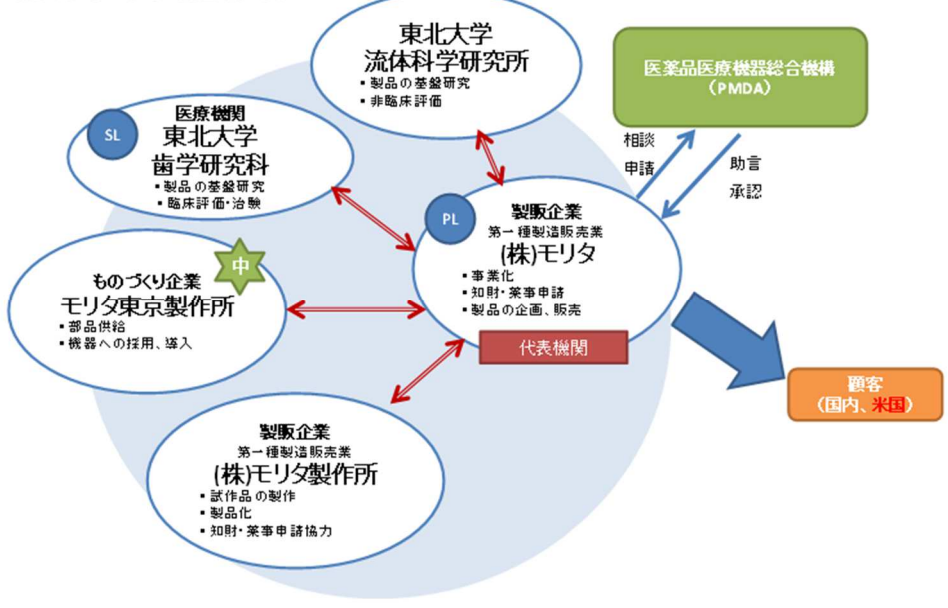 東北大学
流体科学研究所
▪ 製品の基盤研究
▪ 非臨床評価
医薬品医療機器総合機構
（PMDA）
SL
医療機関
東北大学
歯学研究科
▪ 製品の基盤研究
▪ 臨床評価・治験
相談
申請
助言
承認
PL
製販企業
第一種製造販売業
(株)モリタ
▪ 事業化
▪ 知財・薬事申請
▪ 製品の企画、販売
代表機関
中
ものづくり企業
モリタ東京製作所
▪ 部品供給
▪ 機器への採用、導入
顧客
（国内、米国）
製販企業
第一種製造販売業
(株)モリタ製作所
▪ 試作品の製作
▪ 製品化
▪ 知財・薬事申請協力